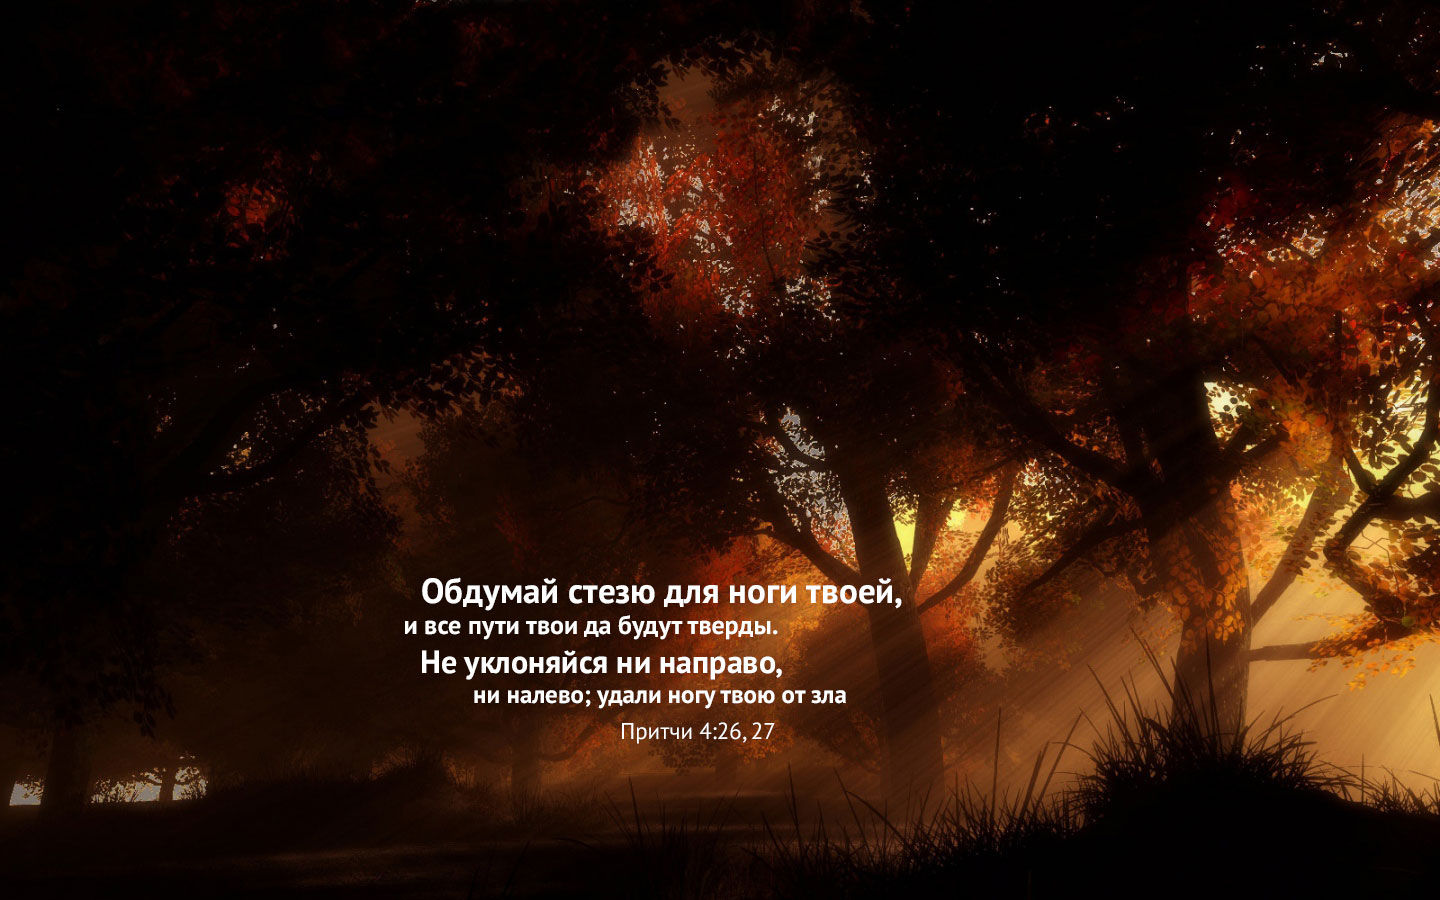 Обдумай стезю для ноги твоей,
и все пути твои да будут тверды.
Не уклоняйся ни направо,
ни налево; удали ногу твою от зла
Притчи 4:26, 27